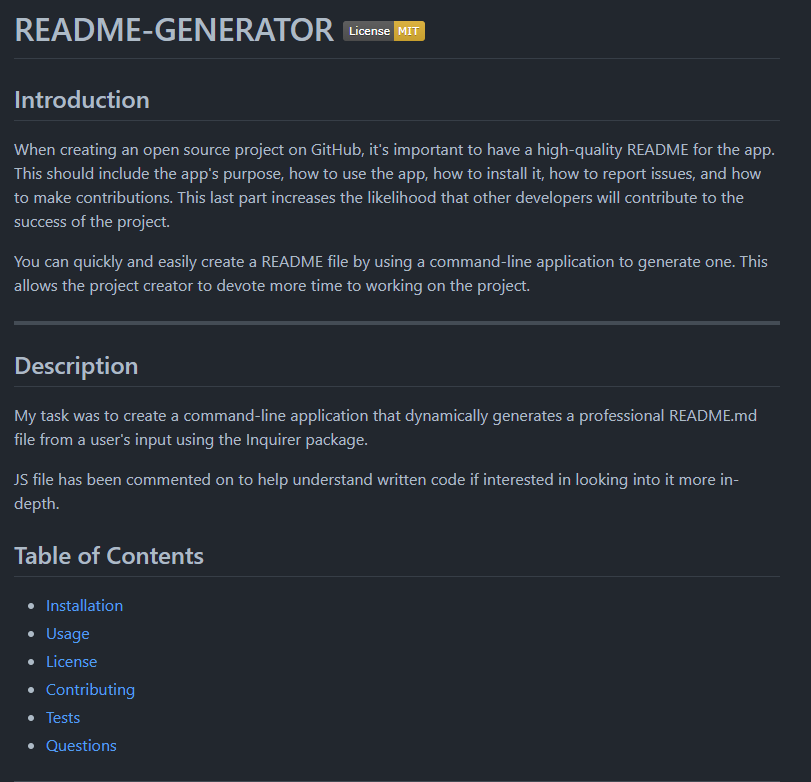 README-GENERATOR License MIT
Introduction
When creating an open source project on GitHub, it's important to have a high-quality README for the app.
This should include the app's purpose, how to use the app, how to install it, how to report issues, and how
to make contributions. This last part increases the likelihood that other developers will contribute to the
success of the project.
You can quickly and easily create a README file by using a command-line application to generate one. This
allows the project creator to devote more time to working on the project.
Description
My task was to create a command-line application that dynamically generates a professional README.md
file from a user's input using the Inquirer package.
JS file has been commented on to help understand written code if interested in looking into it more in-
depth.
Table of Contents
Installation
Usage
License
Contributing
Tests
Questions